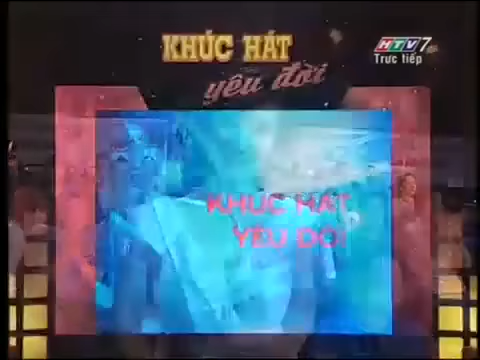 KHÚC HÁT
yêu đời
HTV7
Trực tiếp
KHÚC HÁT
YÊU ĐỜI